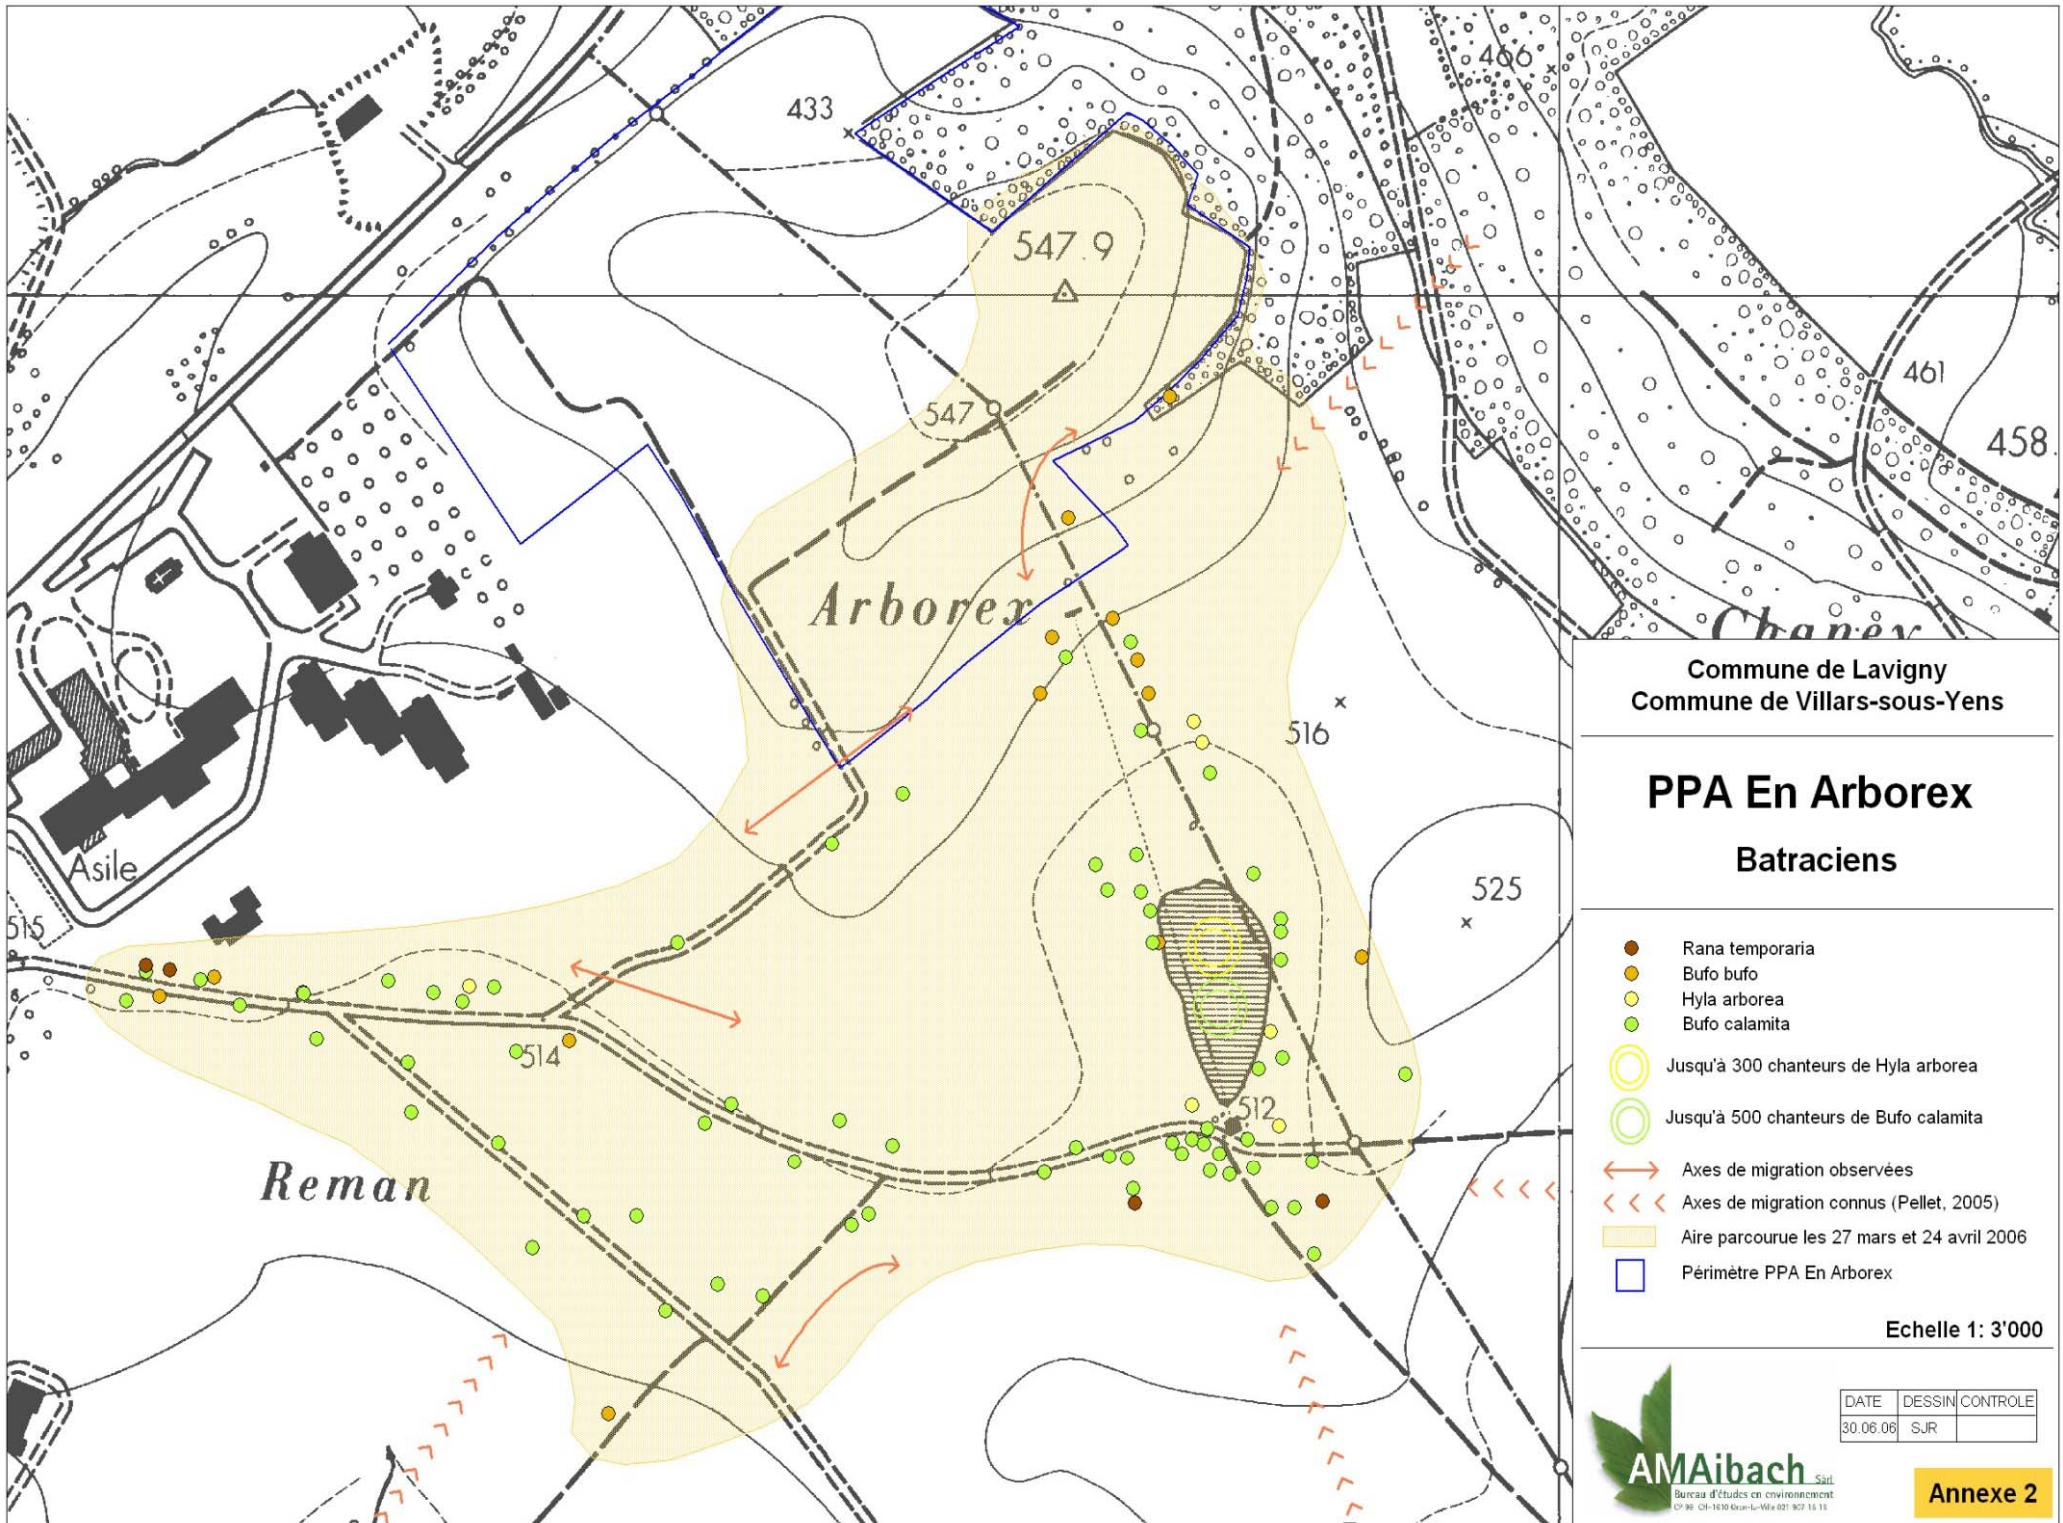 433
466
547.9
461
547
458
Arborex
Chaney
516
525
Asile
515
514
512
Reman
Commune de Lavigny
Commune de Villars-sous-Yens
PPA En Arborex
Batraciens
Rana temporaria
Bufo bufo
Hyla arborea
Bufo calamita
Jusqu'à 300 chanteurs de Hyla arborea
Jusqu'à 500 chanteurs de Bufo calamita
Axes de migration observées
Axes de migration connus (Pellet, 2005)
Aire parcourue les 27 mars et 24 avril 2006
Périmètre PPA En Arborex
Echelle 1: 3'000
DATE DESSIN CONTROLE
30.06.06 SJR
AMAibach Sàrl
Bureau d'études en environnement
Annexe 2